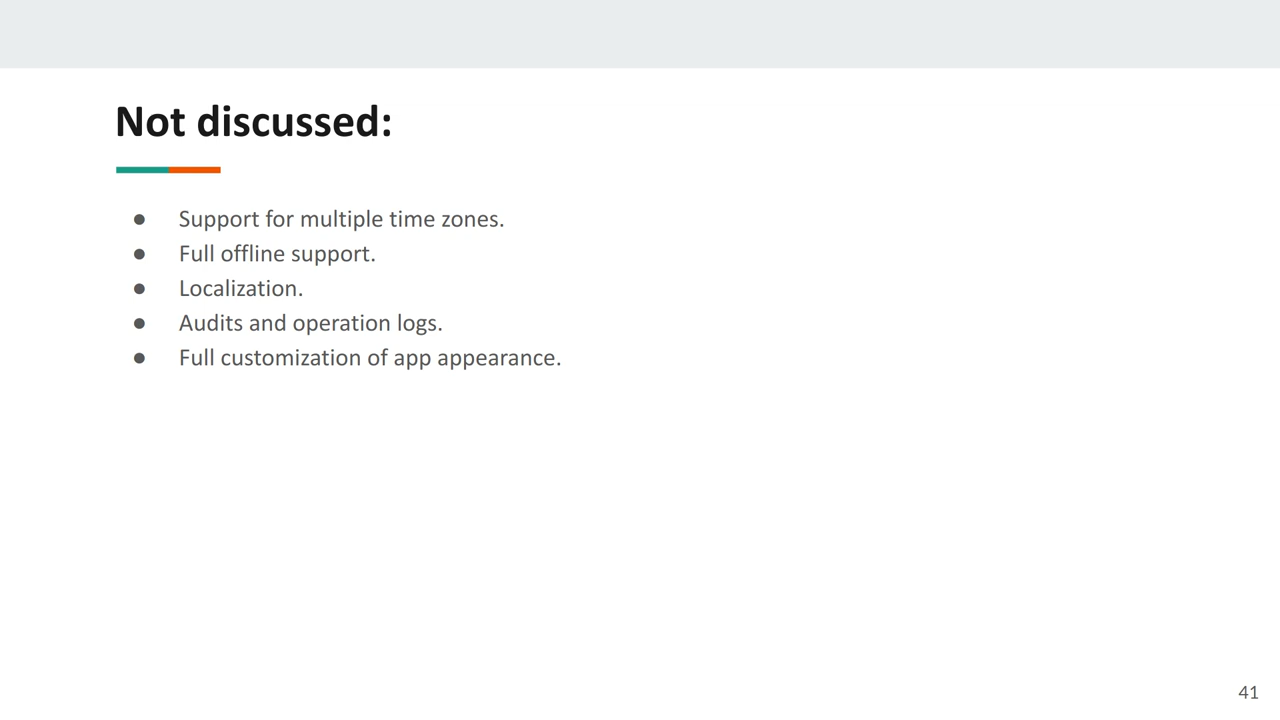 Not discussed:
● Support for multiple time zones.
● Full offline support.
● Localization.
● Audits and operation logs.
● Full customization of app appearance.
41